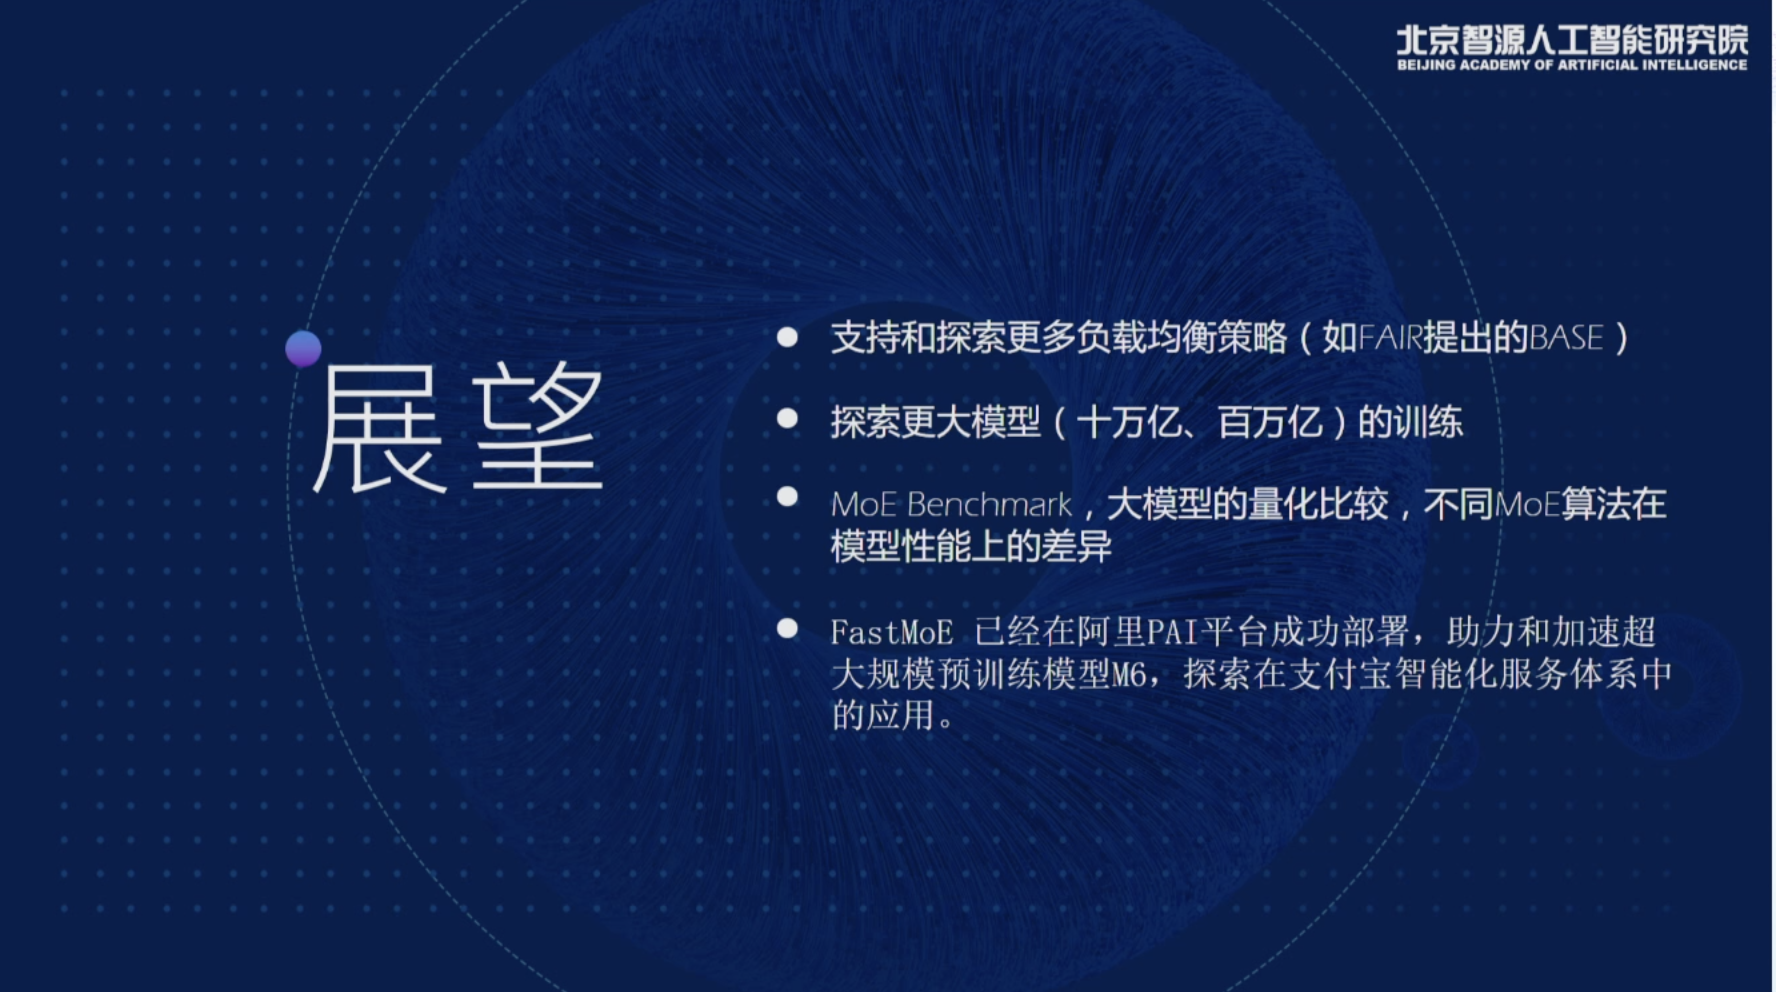 北京智源人工智能研究院
BEIJING ACADEMY OF ARTIFICIAL INTELLIGENCE
展望
支持和探索更多负载均衡策略（如FAIR提出的BASE）
探索更大模型（十万亿、百万亿）的训练
MoE Benchmark，大模型的量化比较，不同MoE算法在
模型性能上的差异
FastMoE 已经在阿里PAI平台成功部署，助力和加速超
大规模预训练模型M6，探索在支付宝智能化服务体系中
的应用。